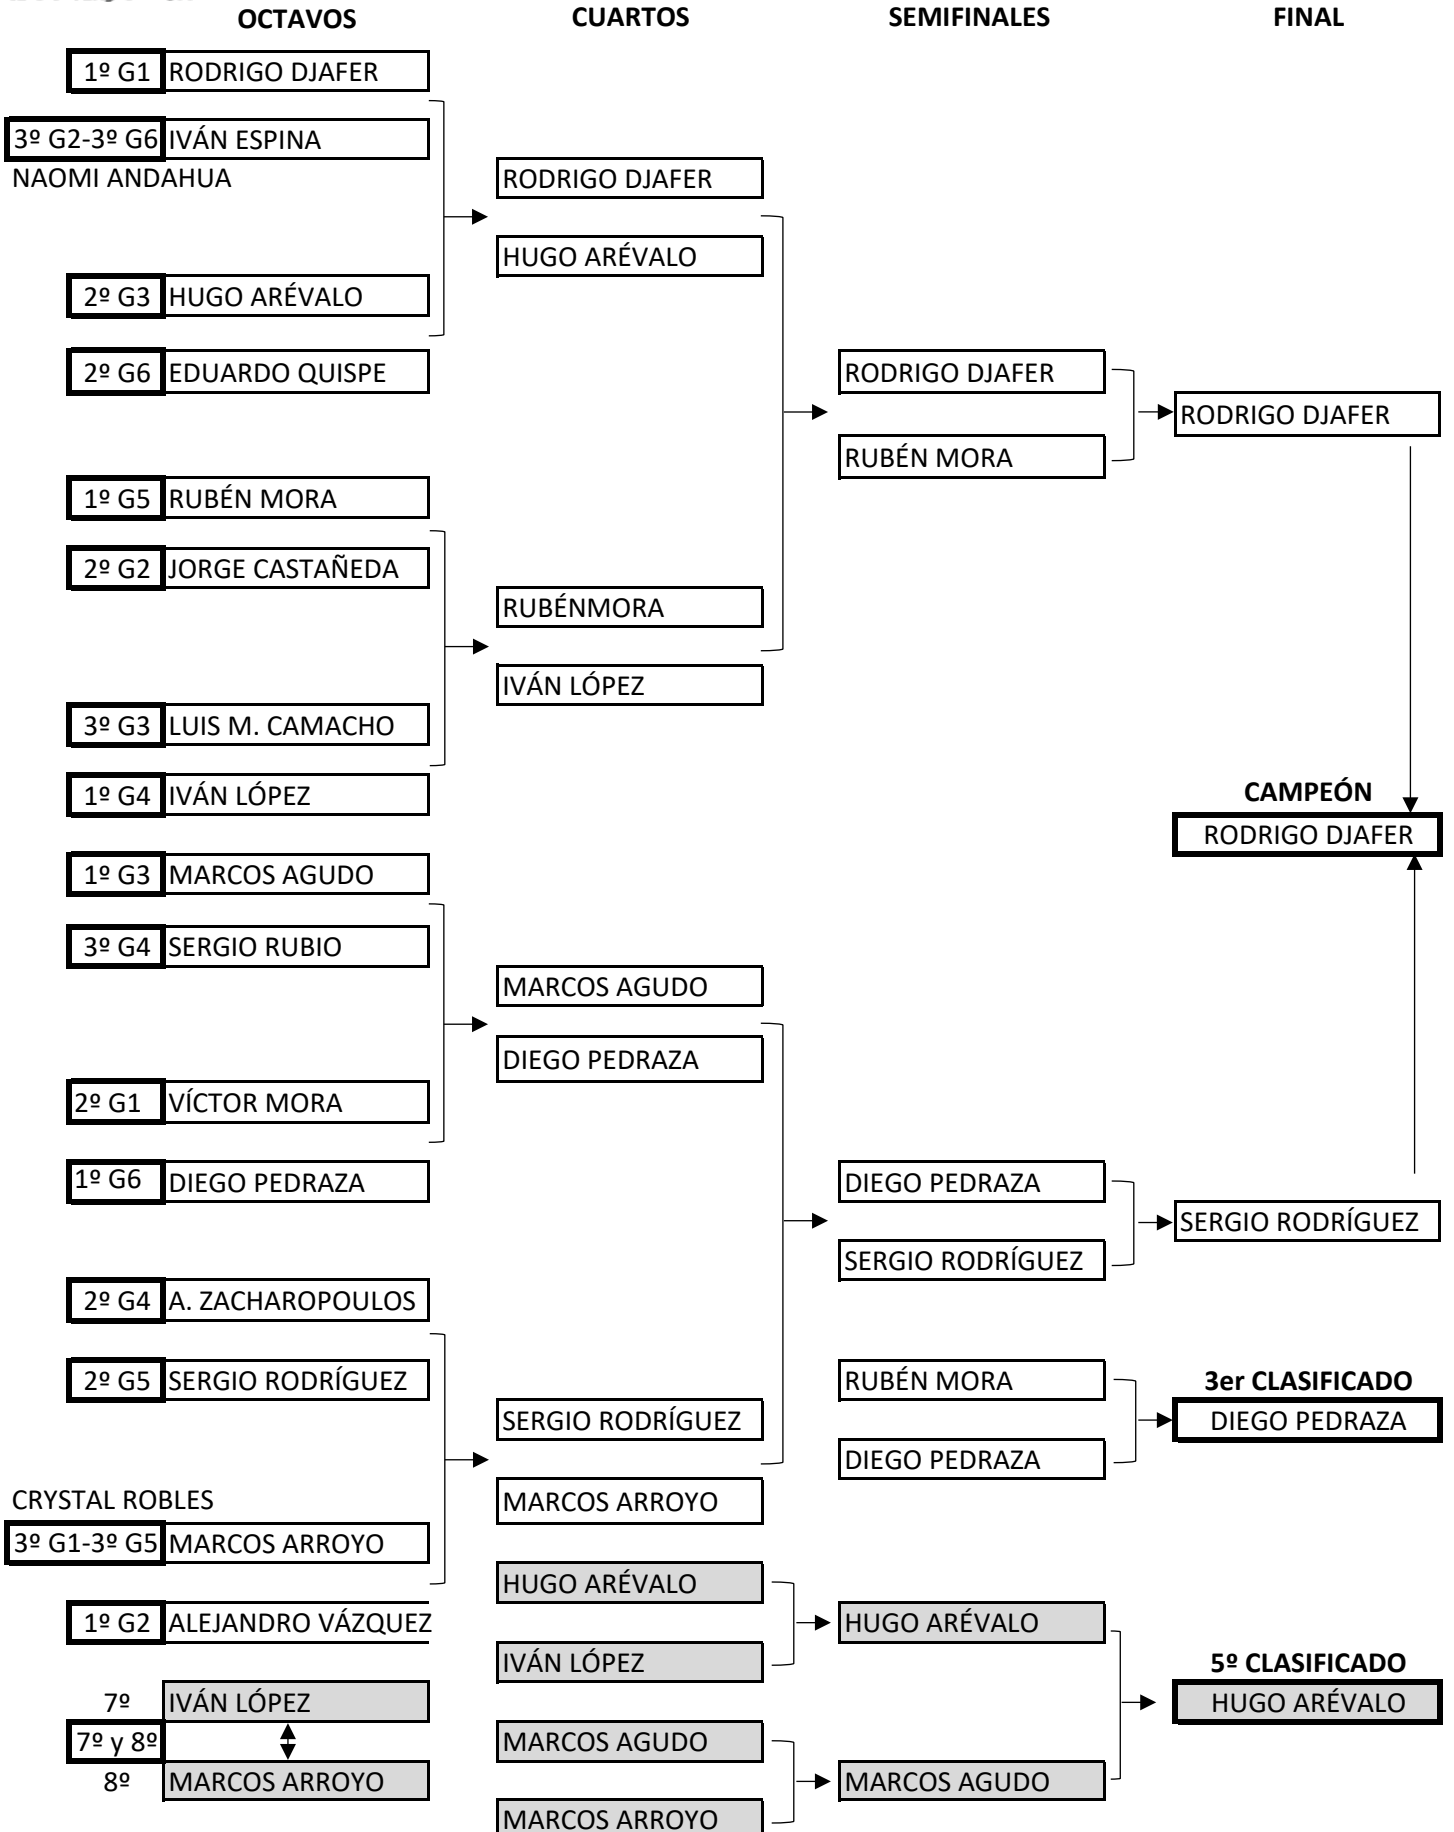 OCTAVOS
CUARTOS
SEMIFINALES
FINAL
1º G1 RODRIGO DJAFER
3º G2-3º G6 IVÁN ESPINA
NAOMI ANDAHUA
2º G3 HUGO ARÉVALO
2º G6 EDUARDO QUISPE
1º G5 RUBÉN MORA
2º G2 JORGE CASTAÑEDA
3º G3 LUIS M. CAMACHO
1º G4 IVÁN LÓPEZ
1º G3 MARCOS AGUDO
3º G4 SERGIO RUBIO
2º G1 VÍCTOR MORA
1º G6 DIEGO PEDRAZA
2º G4 A. ZACHAROPOULOS
2º G5 SERGIO RODRÍGUEZ
CRYSTAL ROBLES
3º G1-3º G5 MARCOS ARROYO
1º G2 ALEJANDRO VÁZQUEZ
7º IVÁN LÓPEZ
7º y 8º
8º MARCOS ARROYO
RODRIGO DJAFER
HUGO ARÉVALO
RUBÉNMORA
IVÁN LÓPEZ
MARCOS AGUDO
DIEGO PEDRAZA
SERGIO RODRÍGUEZ
MARCOS ARROYO
HUGO ARÉVALO
IVÁN LÓPEZ
MARCOS AGUDO
MARCOS ARROYO
RODRIGO DJAFER
RUBÉN MORA
DIEGO PEDRAZA
SERGIO RODRÍGUEZ
RUBÉN MORA
DIEGO PEDRAZA
HUGO ARÉVALO
MARCOS AGUDO
RODRIGO DJAFER
CAMPEÓN
RODRIGO DJAFER
SERGIO RODRÍGUEZ
3er CLASIFICADO
DIEGO PEDRAZA
5º CLASIFICADO
HUGO ARÉVALO